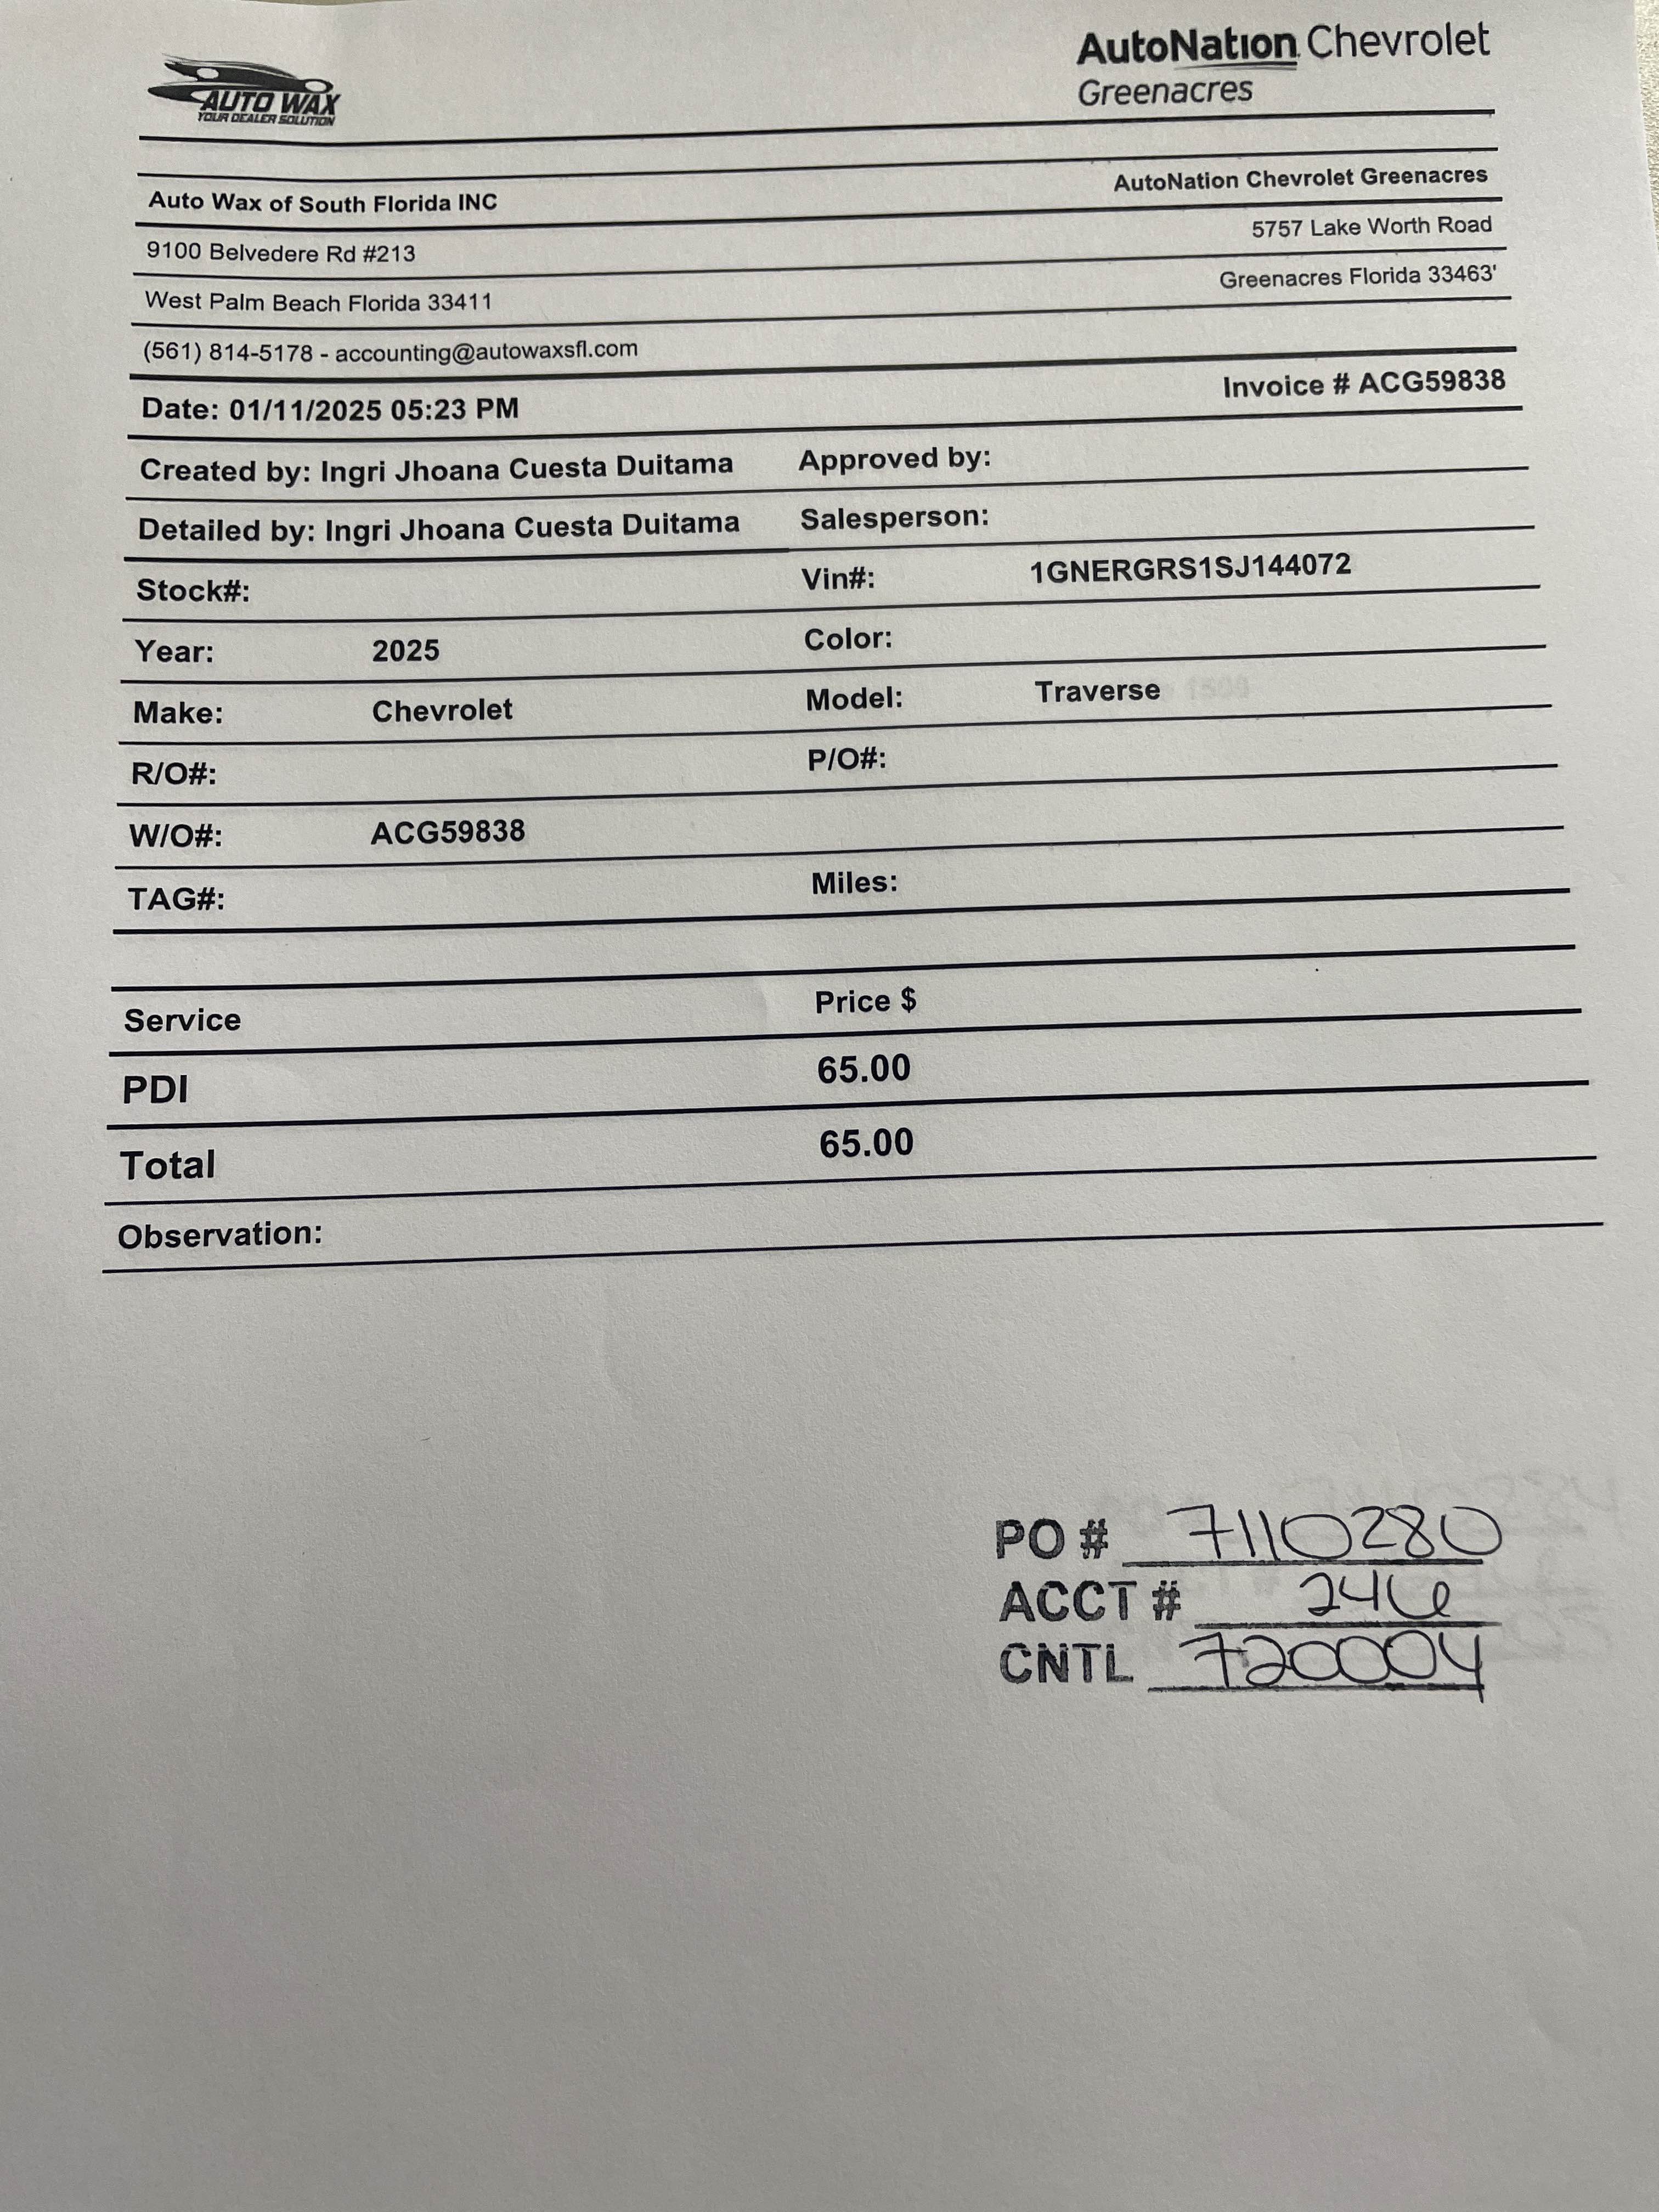 AUTO WAX
YOUR DEALER SOLUTION
AutoNation Chevrolet
Greenacres
Auto Wax of South Florida INC
AutoNation Chevrolet Greenacres
9100 Belvedere Rd #213
5757 Lake Worth Road
West Palm Beach Florida 33411
Greenacres Florida 33463'
(561) 814-5178 - accounting@autowaxsfl.com
Date: 01/11/2025 05:23 PM
Invoice # ACG59838
Created by: Ingri Jhoana Cuesta Duitama
Approved by:
Detailed by: Ingri Jhoana Cuesta Duitama
Salesperson:
Stock#:
Vin#: 1GNERGRS1SJ144072
Year: 2025
Color:
Make: Chevrolet
Model: Traverse
R/O#:
P/O#:
W/O#: ACG59838
TAG#:
Miles:
Service
Price $
PDI
65.00
Total
65.00
Observation:
PO # 7110280
ACCT # 246
CNTL 720004